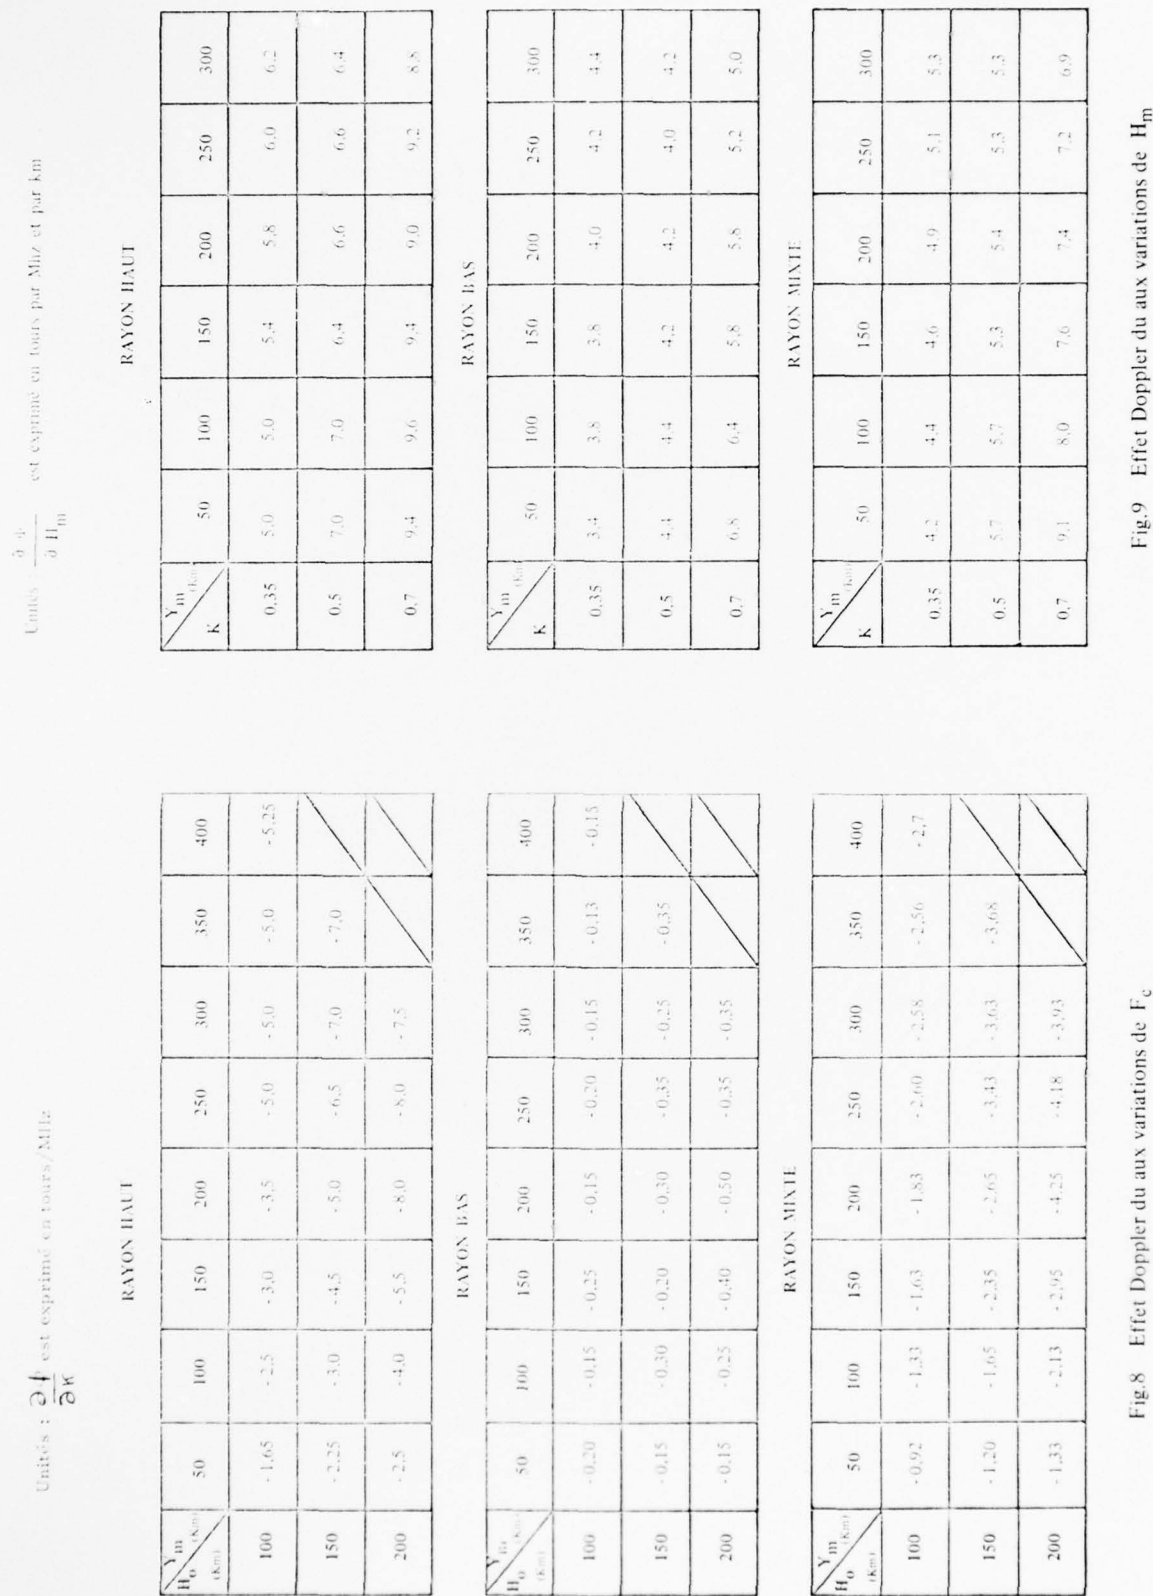 Unités : ∂f/∂K est exprimé en tours/MHz
RAYON HAUT
Ym (Km) Ho (Km) 50 100 150 200 250 300 350 400
100 - 1,65 - 2,5 - 3,0 - 3,5 - 5,0 - 5,0 - 5,0 - 5,25
150 - 2,25 - 3,0 - 4,5 - 5,0 - 6,5 - 7,0 - 7,0
200 - 2,5 - 4,0 - 5,5 - 8,0 - 8,0 - 7,5
RAYON BAS
Ym (Km) Ho (Km) 50 100 150 200 250 300 350 400
100 - 0,20 - 0,15 - 0,25 - 0,15 - 0,20 - 0,15 - 0,13 - 0,15
150 - 0,15 - 0,30 - 0,20 - 0,30 - 0,35 - 0,25 - 0,35
200 - 0,15 - 0,25 - 0,40 - 0,50 - 0,35 - 0,35
RAYON MIXTE
Ym (Km) Ho (Km) 50 100 150 200 250 300 350 400
100 - 0,92 - 1,33 - 1,63 - 1,83 - 2,60 - 2,58 - 2,56 - 2,7
150 - 1,20 - 1,65 - 2,35 - 2,65 - 3,43 - 3,63 - 3,68
200 - 1,33 - 2,13 - 2,95 - 4,25 - 4,18 - 3,93
Fig.8 Effet Doppler du aux variations de Fc
Unités ∂ Hm est exprimé en tours par Mhz et par km
RAYON HAUT
Ym (Km) K 50 100 150 200 250 300
0,35 5,0 5,0 5,4 5,8 6,0 6,2
0,5 7,0 7,0 6,4 6,6 6,6 6,4
0,7 9,4 9,6 9,4 9,0 9,2 8,8
RAYON BAS
Ym (Km) K 50 100 150 200 250 300
0,35 3,4 3,8 3,8 4,0 4,2 4,4
0,5 4,4 4,4 4,2 4,2 4,0 4,2
0,7 6,8 6,4 5,8 5,8 5,2 5,0
RAYON MIXTE
Ym (Km) K 50 100 150 200 250 300
0,35 4,2 4,4 4,6 4,9 5,1 5,3
0,5 5,7 5,7 5,3 5,4 5,3 5,3
0,7 9,1 8,0 7,6 7,4 7,2 6,9
Fig.9 Effet Doppler du aux variations de Hm